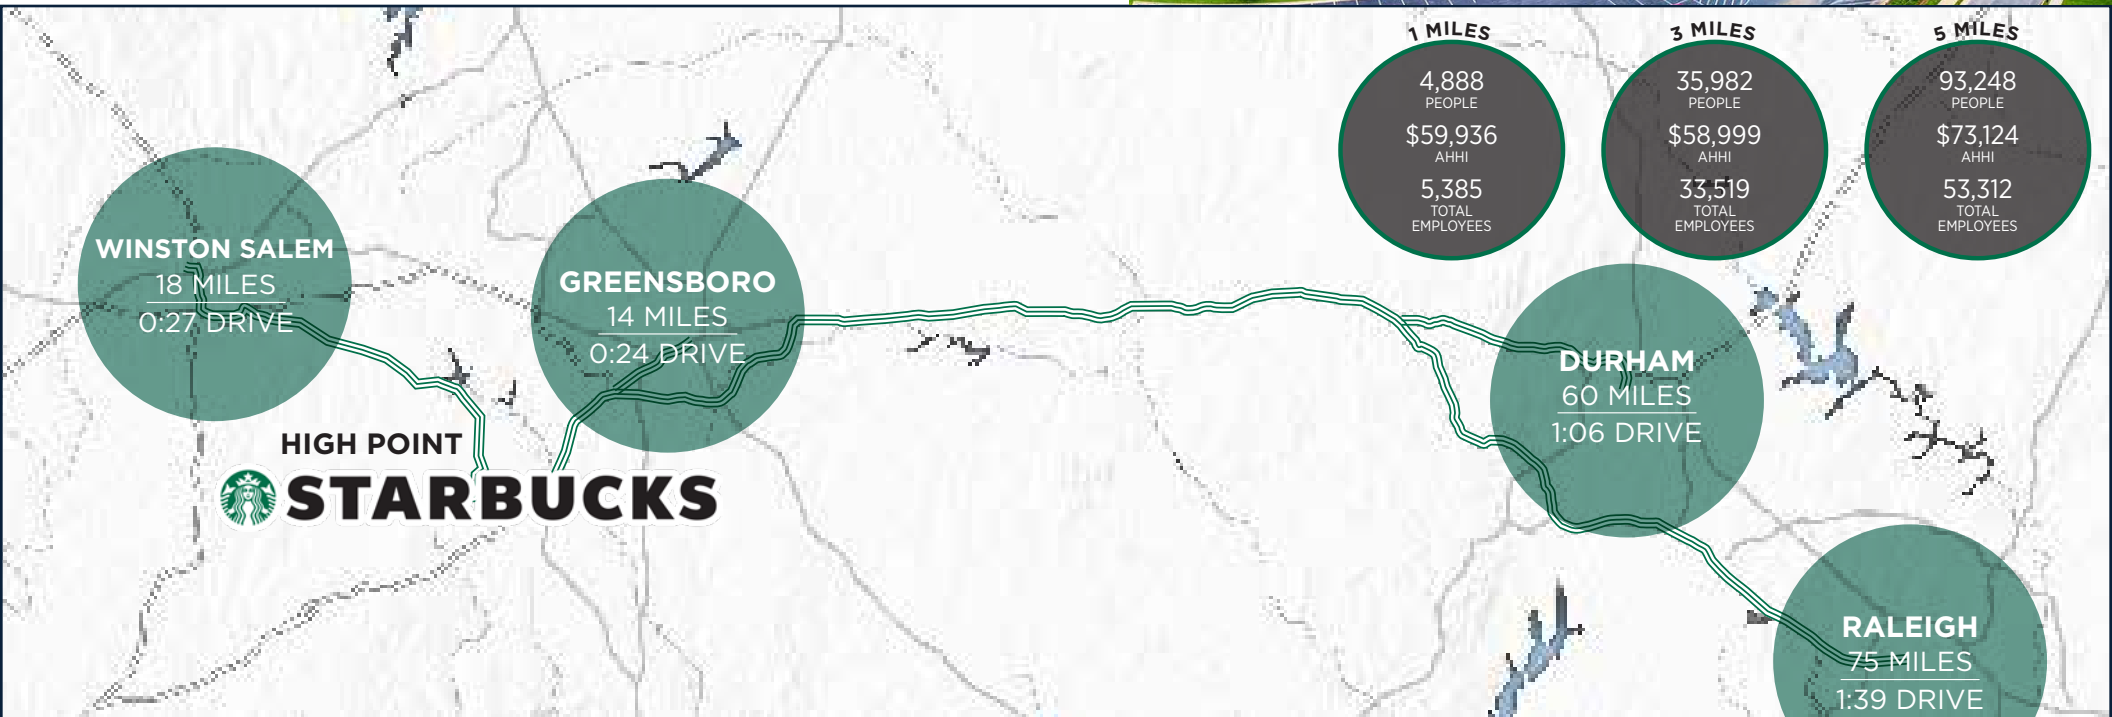 1 MILES
4,888
PEOPLE
$59,936
AHHI
5,385
TOTAL
EMPLOYEES
3 MILES
35,982
PEOPLE
$58,999
AHHI
33,519
TOTAL
EMPLOYEES
5 MILES
93,248
PEOPLE
$73,124
AHHI
53,312
TOTAL
EMPLOYEES
WINSTON SALEM
18 MILES
0:27 DRIVE
GREENSBORO
14 MILES
0:24 DRIVE
HIGH POINT
STARBUCKS
DURHAM
60 MILES
1:06 DRIVE
RALEIGH
75 MILES
1:39 DRIVE